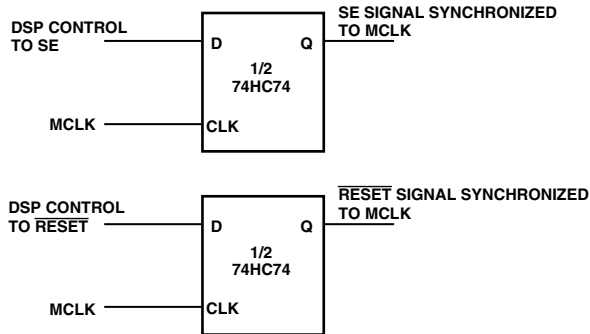 DSP CONTROL
TO SE
D
Q
SE SIGNAL SYNCHRONIZED
TO MCLK
1/2
74HC74
MCLK
CLK
DSP CONTROL
TO RESET
D
Q
RESET SIGNAL SYNCHRONIZED
TO MCLK
1/2
74HC74
MCLK
CLK